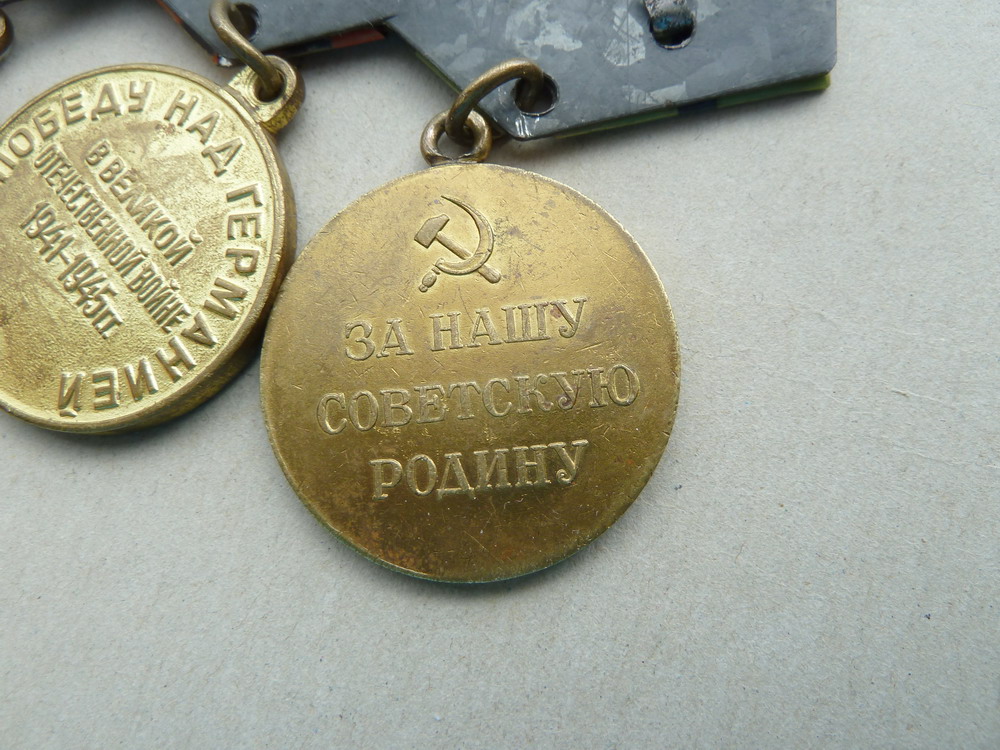 ПОБЕДУ НАД ГЕРМАНИЕЙ
В ВЕЛИКОЙ
ОТЕЧЕСТВЕННОЙ ВОЙНЕ
1941-1945 ГГ
ЗА НАШУ
СОВЕТСКУЮ
РОДИНУ